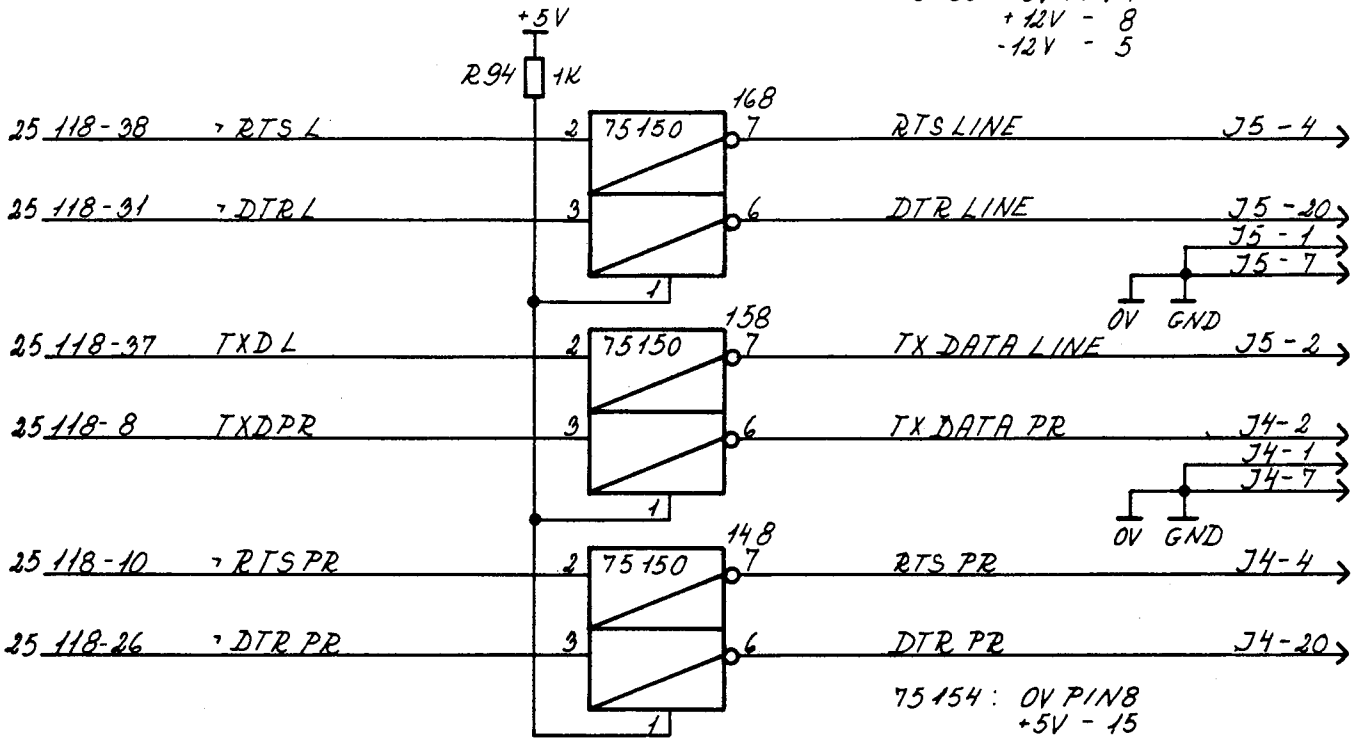 +12V - 8
-12V - 5
+5V
R94 1K
168
25 118-38 ¬RTS L 2 75150 7 RTS LINE J5-4
25 118-31 ¬DTR L 3 6 DTR LINE J5-20
J5-1
J5-7
1
0V GND
158
25 118-37 TXD L 2 75150 7 TX DATA LINE J5-2
25 118-8 TXDPR 3 6 TX DATA PR J4-2
J4-1
J4-7
1
0V GND
148
25 118-10 ¬RTS PR 2 75150 7 RTS PR J4-4
25 118-26 ¬DTR PR 3 6 DTR PR J4-20
1
75154: 0V PIN8
+5V - 15